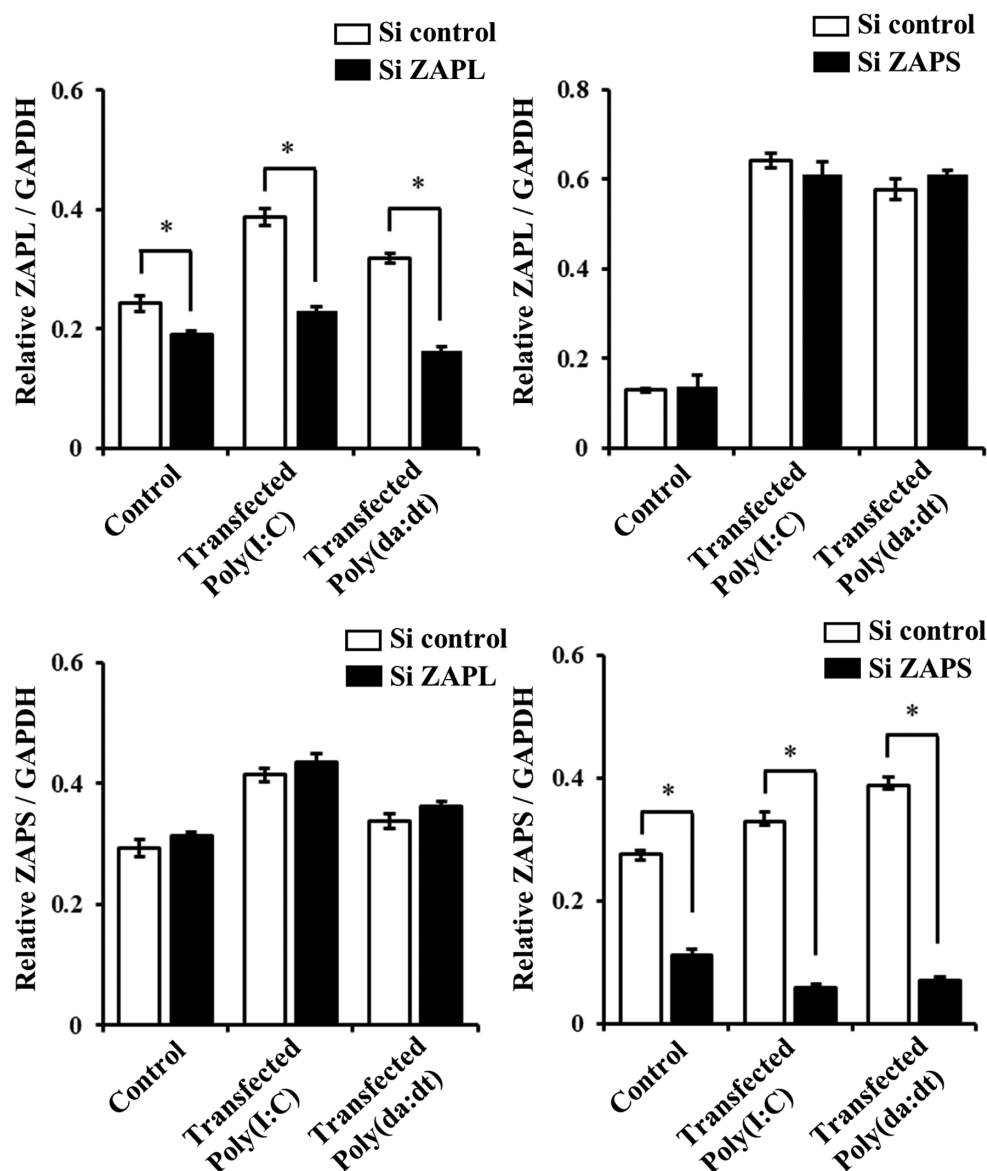 Si control
Si ZAPL
Relative ZAPL / GAPDH
0.6
0.4
0.2
0
*
*
*
Control
Transfected
Poly(I:C)
Transfected
Poly(da:dt)
Si control
Si ZAPS
Relative ZAPL / GAPDH
0.8
0.6
0.4
0.2
0
Control
Transfected
Poly(I:C)
Transfected
Poly(da:dt)
Si control
Si ZAPL
Relative ZAPS / GAPDH
0.6
0.4
0.2
0
Control
Transfected
Poly(I:C)
Transfected
Poly(da:dt)
Si control
Si ZAPS
Relative ZAPS / GAPDH
0.6
0.4
0.2
0
*
*
*
Control
Transfected
Poly(I:C)
Transfected
Poly(da:dt)